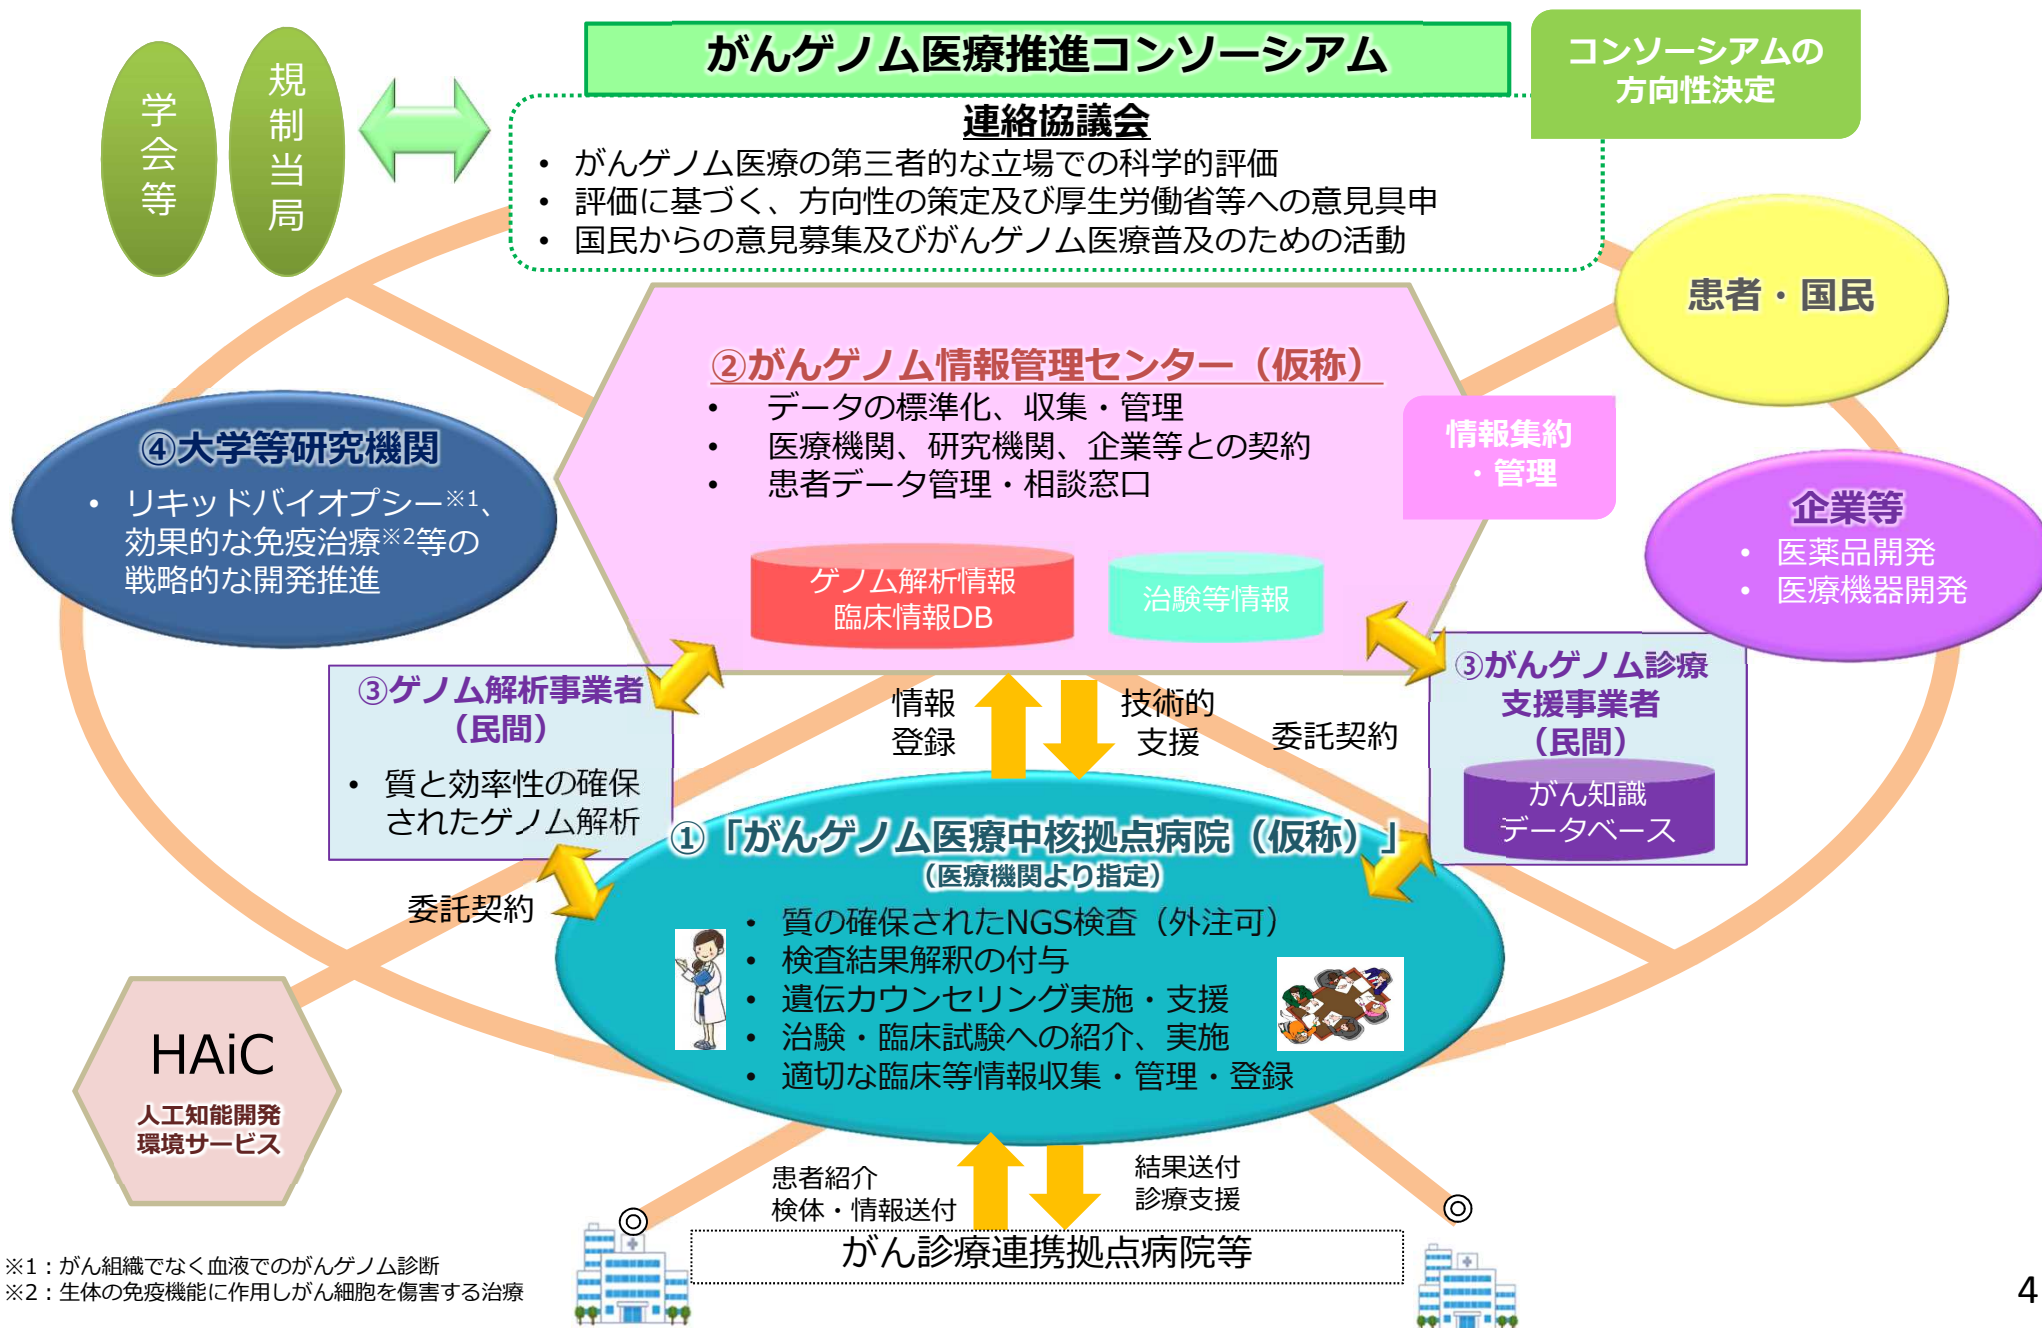 がんゲノム医療推進コンソーシアム
コンソーシアムの
方向性決定
学会等
規制当局
連絡協議会
• がんゲノム医療の第三者的な立場での科学的評価
• 評価に基づく、方向性の策定及び厚生労働省等への意見具申
• 国民からの意見募集及びがんゲノム医療普及のための活動
患者・国民
②がんゲノム情報管理センター（仮称）
• データの標準化、収集・管理
• 医療機関、研究機関、企業等との契約
• 患者データ管理・相談窓口
情報集約
・管理
ゲノム解析情報
臨床情報DB
治験等情報
④大学等研究機関
• リキッドバイオプシー※1、
効果的な免疫治療※2等の
戦略的な開発推進
企業等
• 医薬品開発
• 医療機器開発
③ゲノム解析事業者
（民間）
• 質と効率性の確保
されたゲノム解析
情報
登録
技術的
支援
委託契約
③がんゲノム診療
支援事業者
（民間）
がん知識
データベース
委託契約
①「がんゲノム医療中核拠点病院（仮称）」
（医療機関より指定）
• 質の確保されたNGS検査（外注可）
• 検査結果解釈の付与
• 遺伝カウンセリング実施・支援
• 治験・臨床試験への紹介、実施
• 適切な臨床等情報収集・管理・登録
HAiC
人工知能開発
環境サービス
患者紹介
検体・情報送付
結果送付
診療支援
◎
◎
がん診療連携拠点病院等
※1：がん組織でなく血液でのがんゲノム診断
※2：生体の免疫機能に作用しがん細胞を傷害する治療
4